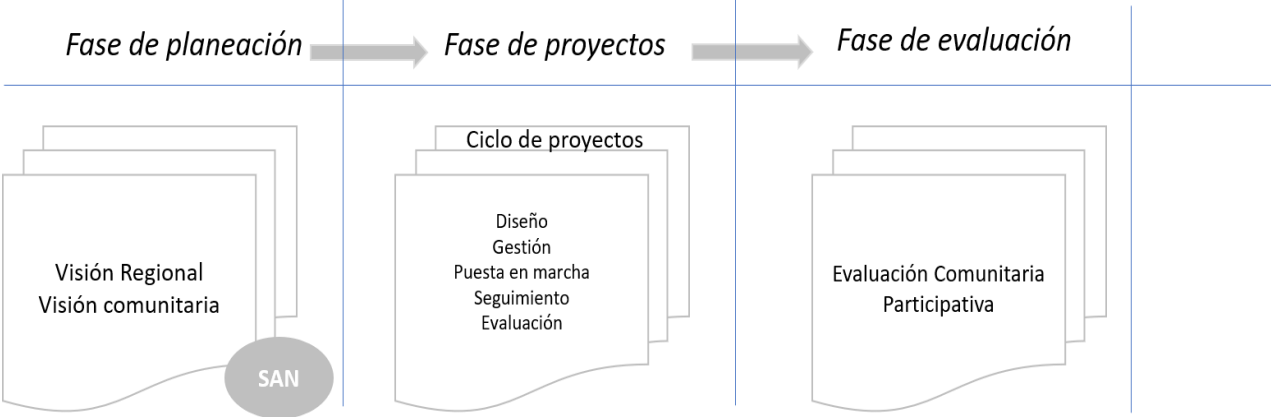 Fase de planeación
Fase de proyectos
Fase de evaluación
Visión Regional
Visión comunitaria
SAN
Ciclo de proyectos
Diseño
Gestión
Puesta en marcha
Seguimiento
Evaluación
Evaluación Comunitaria
Participativa